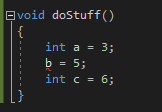 void doStuff()
{
    int a = 3;
    b = 5;
    int c = 6;
}